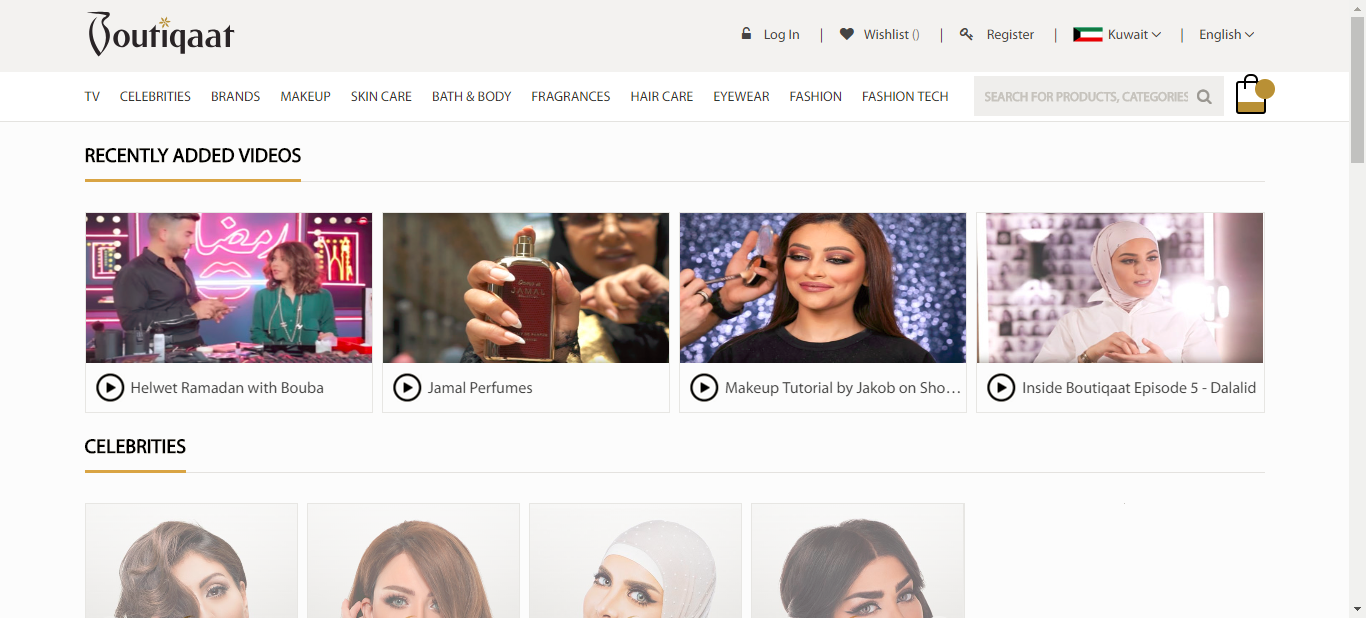 Boutiqaat
Log In | Wishlist () | Register | Kuwait | English
TV CELEBRITIES BRANDS MAKEUP SKIN CARE BATH & BODY FRAGRANCES HAIR CARE EYEWEAR FASHION FASHION TECH SEARCH FOR PRODUCTS, CATEGORIES
RECENTLY ADDED VIDEOS
رمضان
JAMAL
Helwet Ramadan with Bouba
Jamal Perfumes
Makeup Tutorial by Jakob on Sho...
Inside Boutiqaat Episode 5 - Dalalid
CELEBRITIES